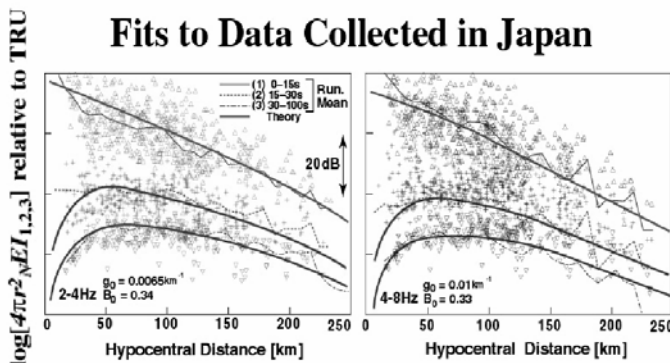 Fits to Data Collected in Japan
log[4πr²_N EI_1,2,3] relative to TRU
(1) 0–15s
(2) 15–30s
(3) 30–100s
Run.
Mean
Theory
20dB
2-4Hz
g₀ = 0.0065km⁻¹
B₀ = 0.34
0 50 100 150 200 250
Hypocentral Distance [km]
4-8Hz
g₀ = 0.01km⁻¹
B₀ = 0.33
0 50 100 150 200 250
Hypocentral Distance [km]